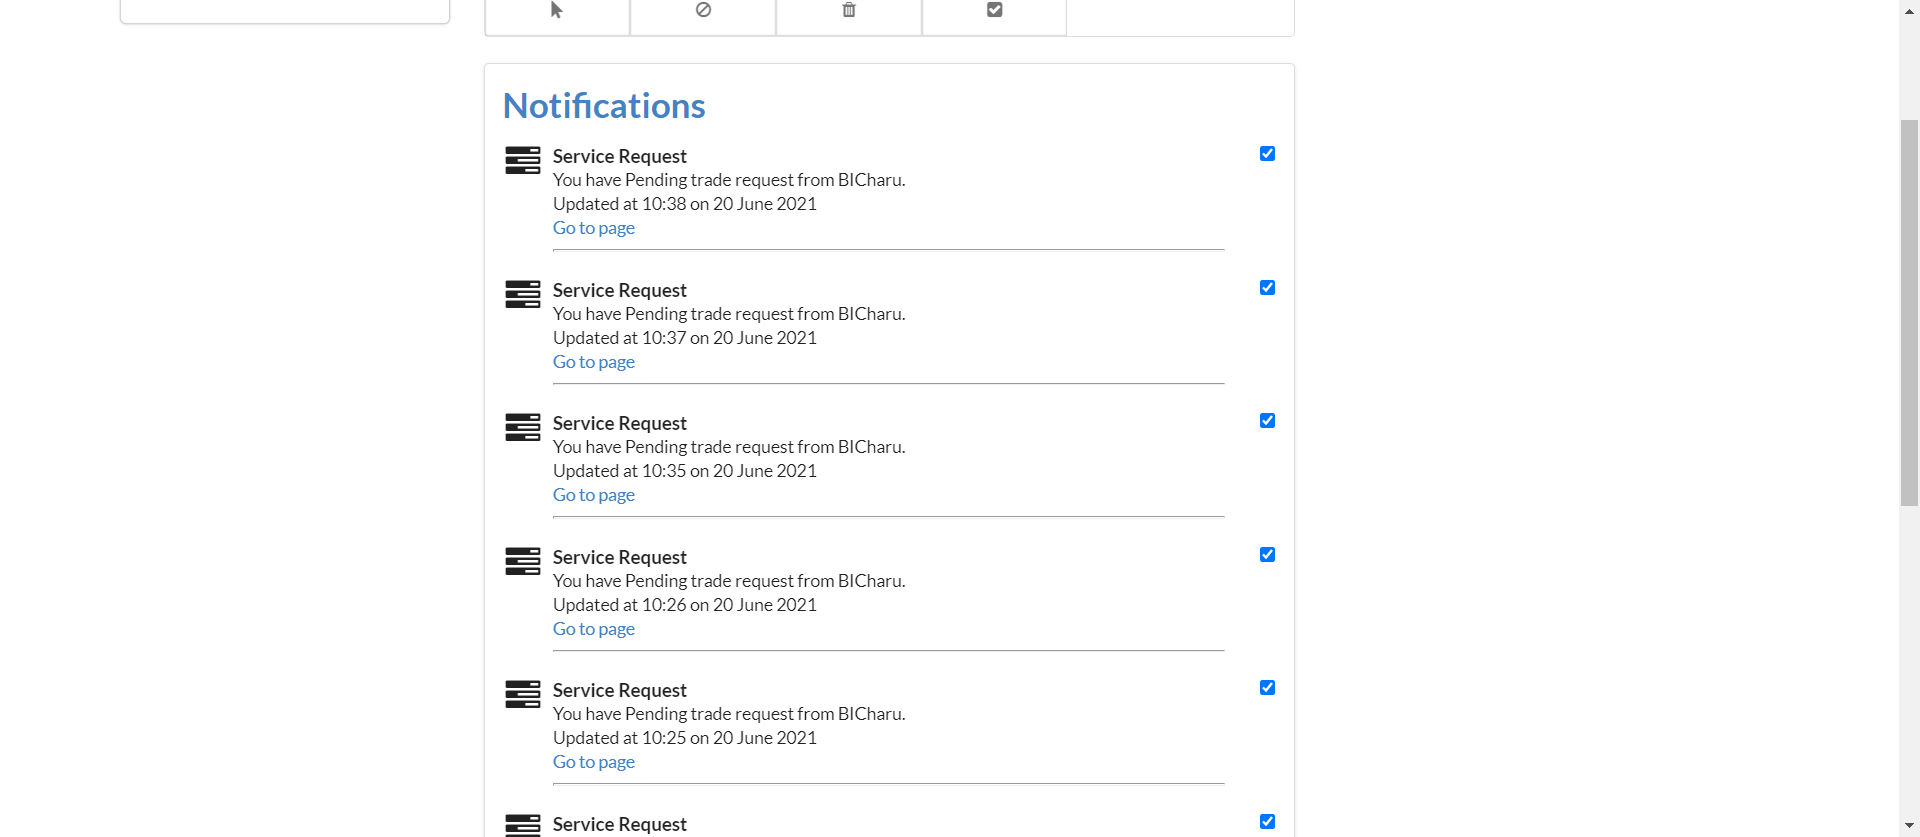 Notifications
Service Request
You have Pending trade request from BICharu.
Updated at 10:38 on 20 June 2021
Go to page
Service Request
You have Pending trade request from BICharu.
Updated at 10:37 on 20 June 2021
Go to page
Service Request
You have Pending trade request from BICharu.
Updated at 10:35 on 20 June 2021
Go to page
Service Request
You have Pending trade request from BICharu.
Updated at 10:26 on 20 June 2021
Go to page
Service Request
You have Pending trade request from BICharu.
Updated at 10:25 on 20 June 2021
Go to page
Service Request